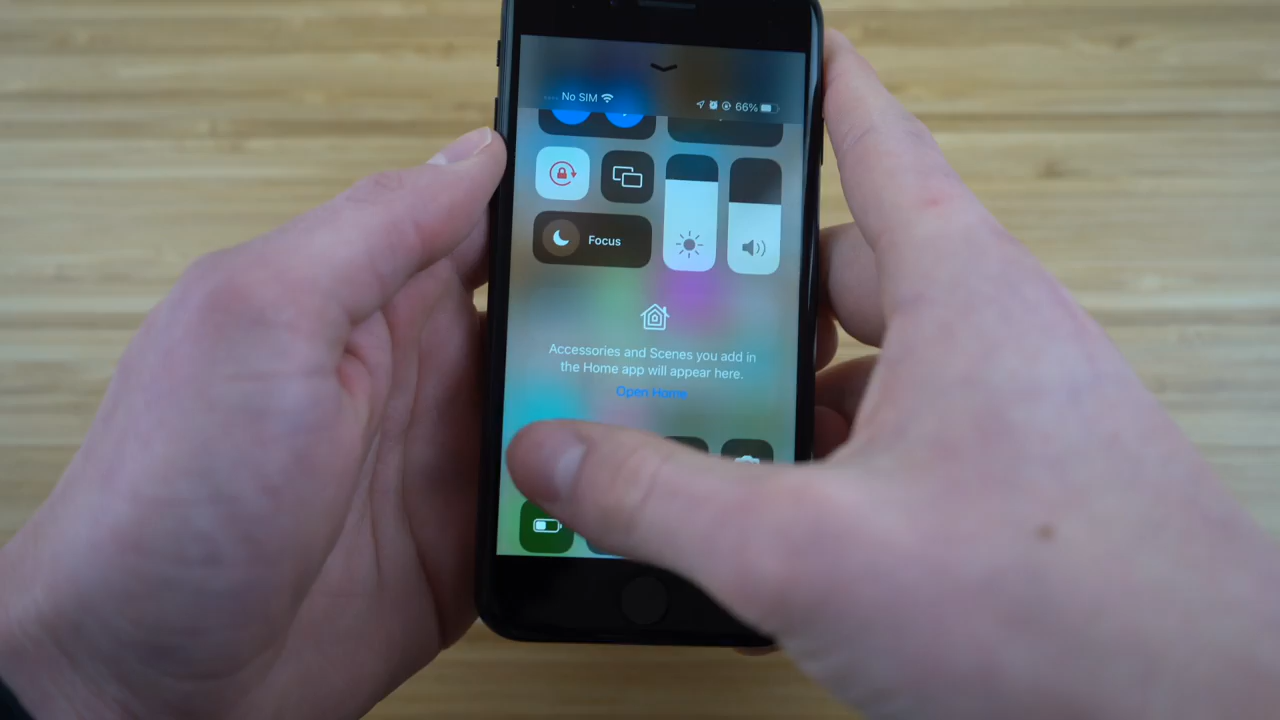 No SIM 66%
Focus
Accessories and Scenes you add in
the Home app will appear here.
Open Home